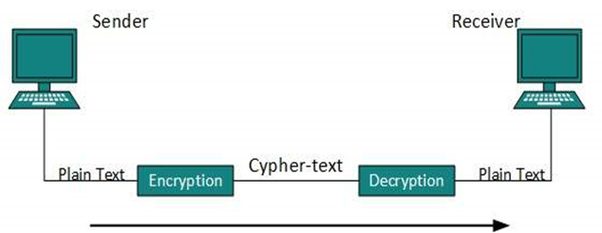 Sender
Receiver
Plain Text
Encryption
Cypher-text
Decryption
Plain Text